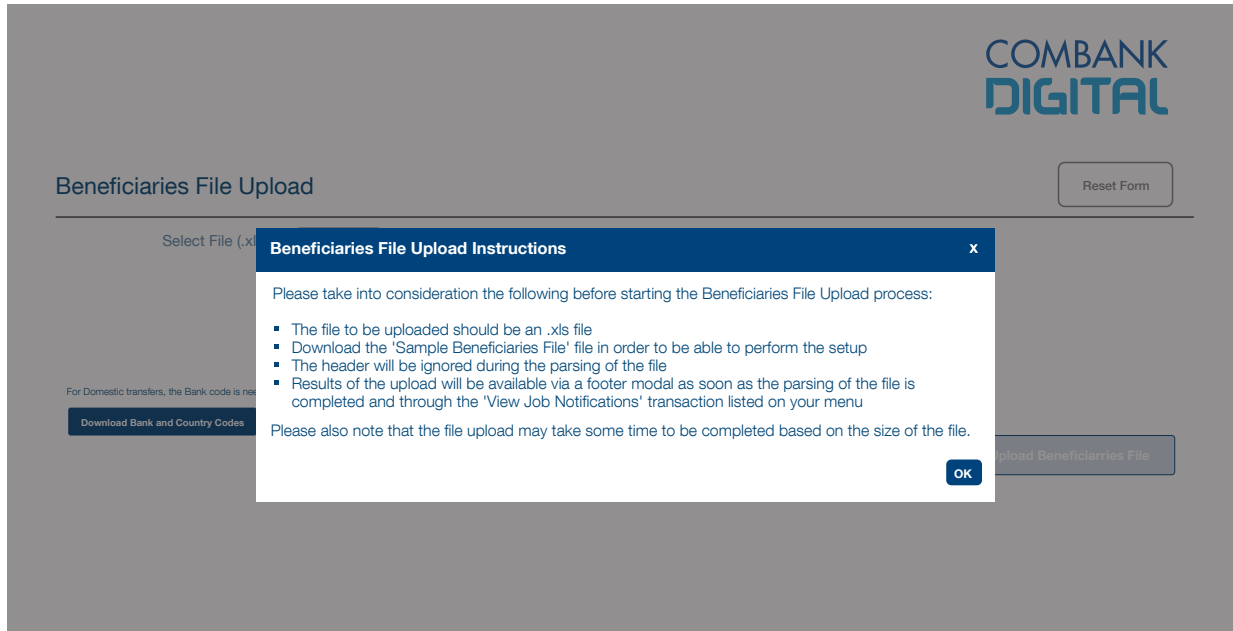 COMBANK
DIGITAL
Beneficiaries File Upload
Reset Form
Select File (.xl
Beneficiaries File Upload Instructions
x
Please take into consideration the following before starting the Beneficiaries File Upload process:
The file to be uploaded should be an .xls file
Download the 'Sample Beneficiaries File' file in order to be able to perform the setup
The header will be ignored during the parsing of the file
Results of the upload will be available via a footer modal as soon as the parsing of the file is
completed and through the 'View Job Notifications' transaction listed on your menu
For Domestic transfers, the Bank code is nee
Download Bank and Country Codes
Please also note that the file upload may take some time to be completed based on the size of the file.
Upload Beneficiarries File
OK